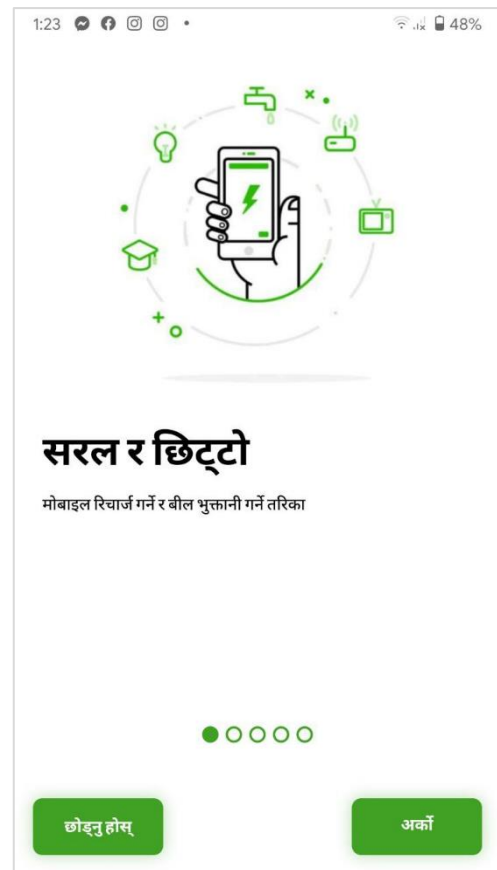 1:23
48%
सरल र छिट्टो
मोबाइल रिचार्ज गर्ने र बील भुक्तानी गर्ने तरिका
छोड्नु होस्
अर्को